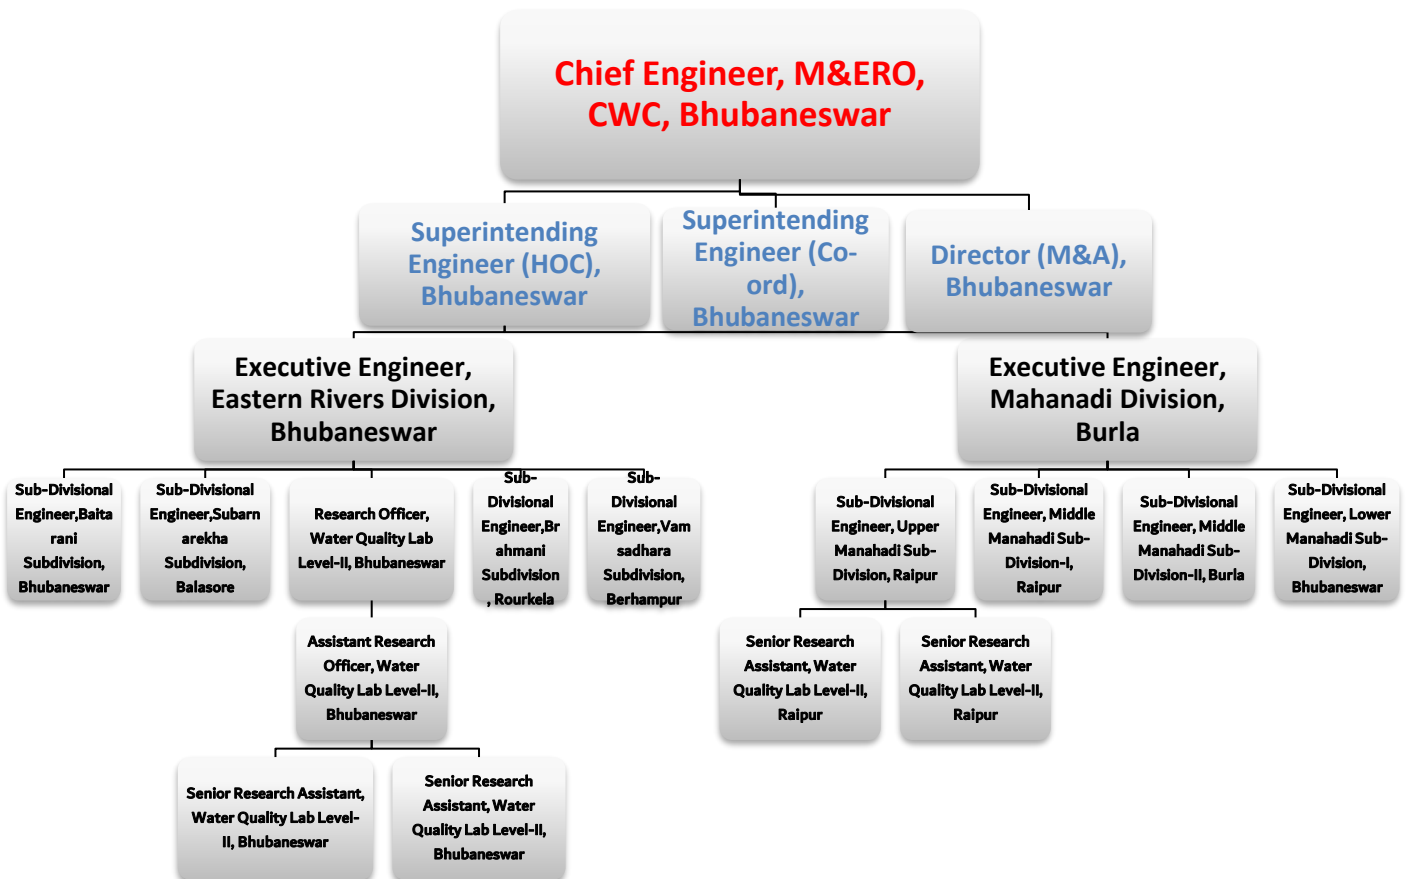 Chief Engineer, M&ERO,
CWC, Bhubaneswar
Superintending
Engineer (HOC),
Bhubaneswar
Superintending
Engineer (Co-
ord),
Bhubaneswar
Director (M&A),
Bhubaneswar
Executive Engineer,
Eastern Rivers Division,
Bhubaneswar
Executive Engineer,
Mahanadi Division,
Burla
Sub-Divisional
Engineer,Baita
rani
Subdivision,
Bhubaneswar
Sub-Divisional
Engineer,Subarn
arekha
Subdivision,
Balasore
Research Officer,
Water Quality Lab
Level-II, Bhubaneswar
Sub-
Divisional
Engineer,Br
ahmani
Subdivision
, Rourkela
Sub-
Divisional
Engineer,Vam
sadhara
Subdivision,
Berhampur
Sub-Divisional
Engineer, Upper
Manahadi Sub-
Division, Raipur
Sub-Divisional
Engineer, Middle
Manahadi Sub-
Division-I,
Raipur
Sub-Divisional
Engineer, Middle
Manahadi Sub-
Division-II, Burla
Sub-Divisional
Engineer, Lower
Manahadi Sub-
Division,
Bhubaneswar
Assistant Research
Officer, Water
Quality Lab Level-II,
Bhubaneswar
Senior Research
Assistant, Water
Quality Lab Level-II,
Raipur
Senior Research
Assistant, Water
Quality Lab Level-II,
Raipur
Senior Research Assistant,
Water Quality Lab Level-
II, Bhubaneswar
Senior Research
Assistant, Water
Quality Lab Level-II,
Bhubaneswar